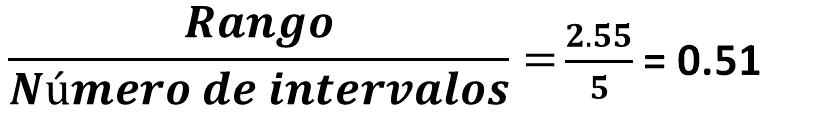 Rango
Número de intervalos
= 2.55
5
= 0.51